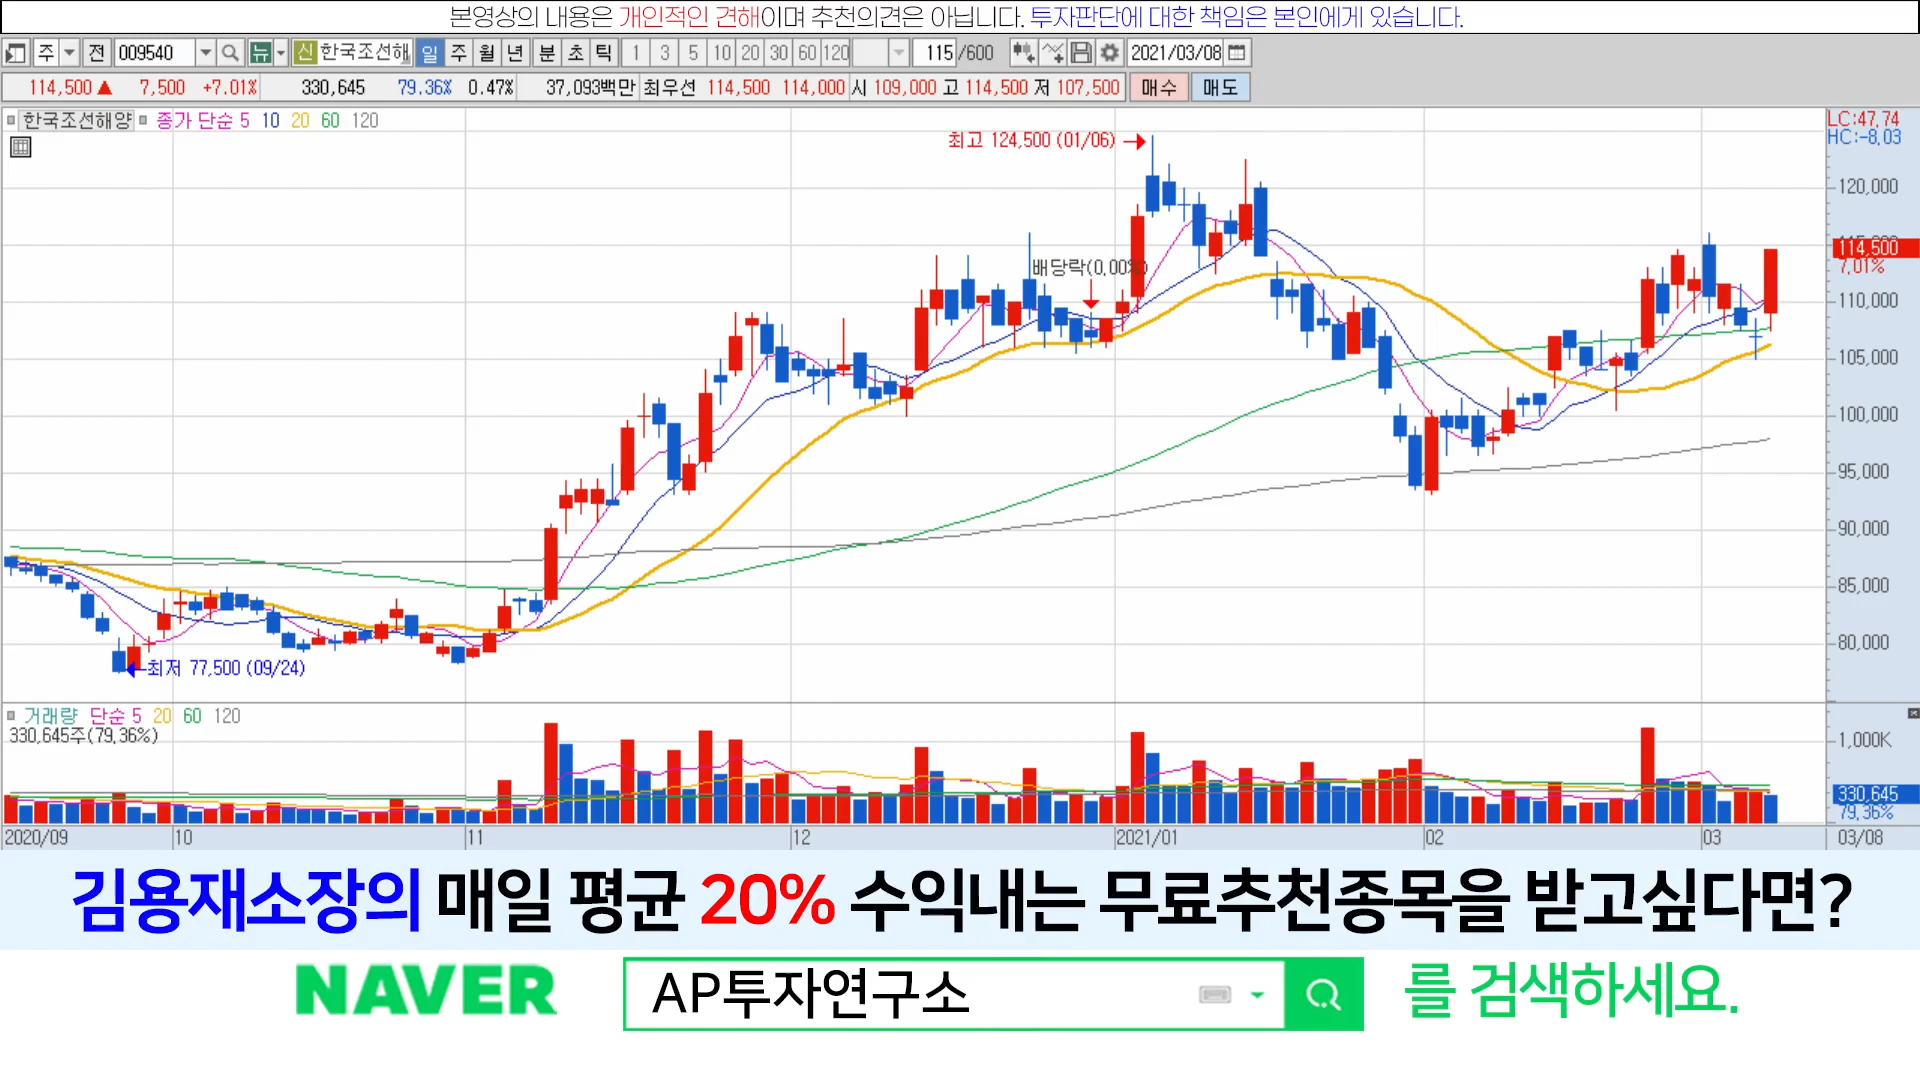 본영상의 내용은 개인적인 견해이며 추천의견은 아닙니다. 투자판단에 대한 책임은 본인에게 있습니다.
주 전 009540 뉴 신 한국조선해 일 주 월 년 분 초 틱 1 3 5 10 20 30 60 120 115 /600 2021/03/08
114,500 ▲ 7,500 +7.01% 330,645 79.36% 0.47% 37,093백만 최우선 114,500 114,000 시 109,000 고 114,500 저 107,500 매수 매도
한국조선해양 종가 단순 5 10 20 60 120
LC:47.74
HC:-8.03
최고 124,500 (01/06)
120,000
114,500
7.01%
배당락(0.00%)
110,000
105,000
100,000
95,000
90,000
85,000
80,000
최저 77,500 (09/24)
거래량 단순 5 20 60 120
330,645주(79.36%)
1,000K
330,645
79.36%
2020/09 10 11 12 2021/01 02 03 03/08
김용재소장의 매일 평균 20% 수익내는 무료추천종목을 받고싶다면?
NAVER AP투자연구소 를 검색하세요.